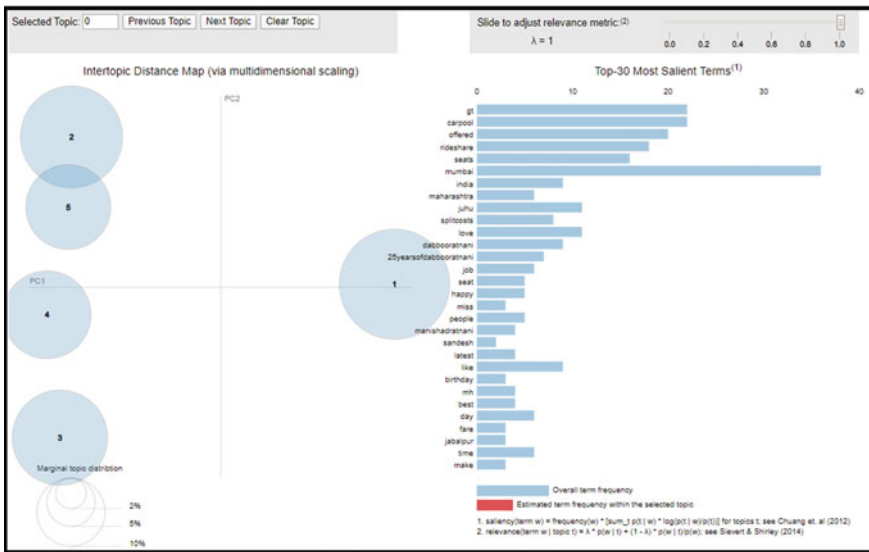 Selected Topic: 0 Previous Topic Next Topic Clear Topic
Slide to adjust relevance metric:(2)
λ = 1
0.0 0.2 0.4 0.6 0.8 1.0
Intertopic Distance Map (via multidimensional scaling)
PC2
PC1
2
5
1
4
3
Marginal topic distribtion
2%
5%
10%
Top-30 Most Salient Terms(1)
0 10 20 30 40
gt
carpool
offered
rideshare
seats
mumbai
india
maharashtra
juhu
splitcosts
love
dabbooratnani
25yearsofdabbooratnani
job
seat
happy
miss
people
manishadratnani
sandesh
latest
like
birthday
mh
best
day
fare
jabalpur
time
make
Overall term frequency
Estimated term frequency within the selected topic
1. saliency(term w) = frequency(w) * [sum_t p(t | w) * log(p(t | w)/p(t))] for topics t; see Chuang et. al (2012)
2. relevance(term w | topic t) = λ * p(w | t) + (1 - λ) * p(w | t)/p(w); see Sievert & Shirley (2014)